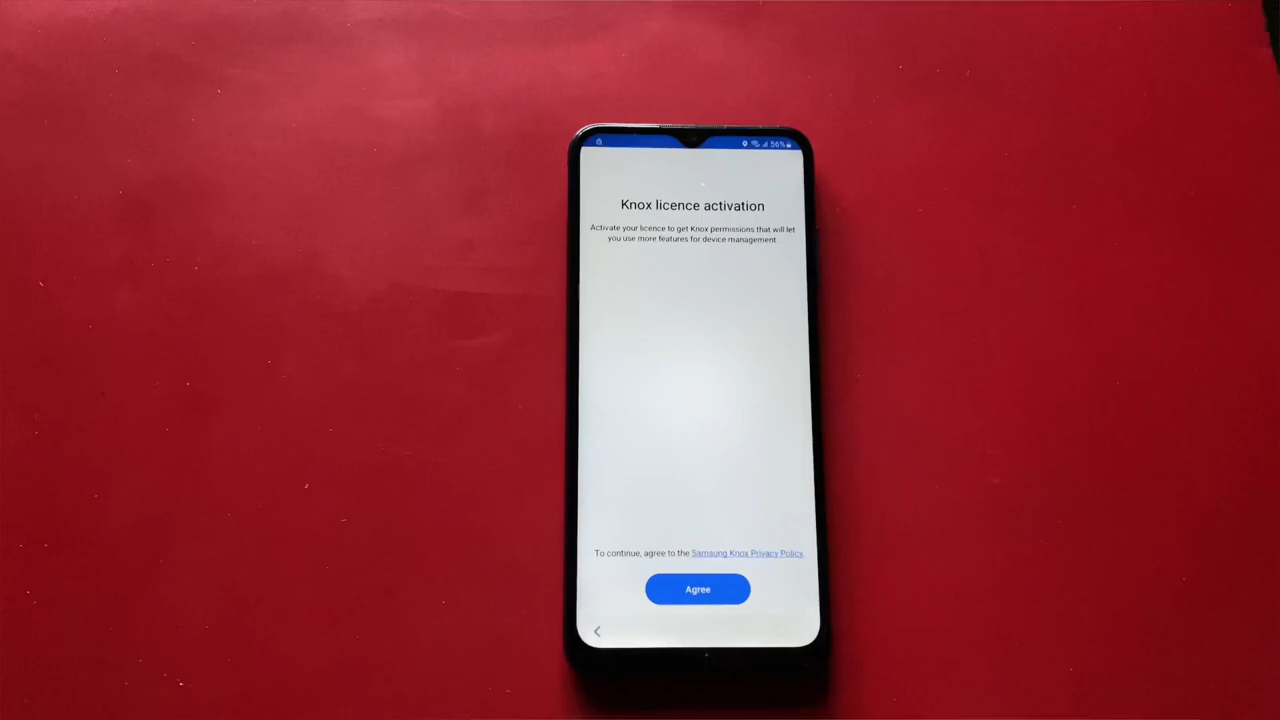 56%
Knox licence activation
Activate your licence to get Knox permissions that will let
you use more features for device management
To continue, agree to the Samsung Knox Privacy Policy.
Agree